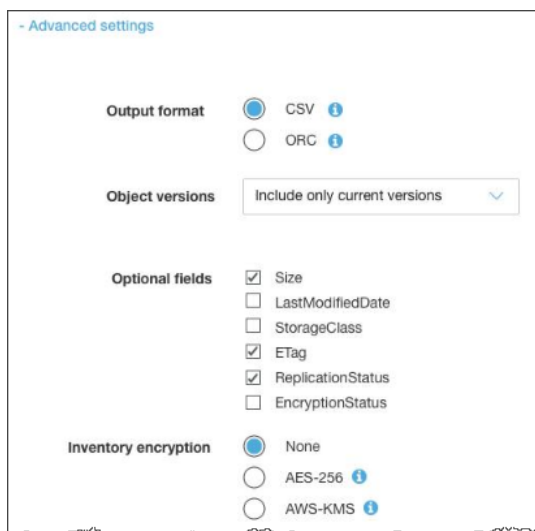 - Advanced settings
Output format
CSV
ORC
Object versions
Include only current versions
Optional fields
Size
LastModifiedDate
StorageClass
ETag
ReplicationStatus
EncryptionStatus
Inventory encryption
None
AES-256
AWS-KMS